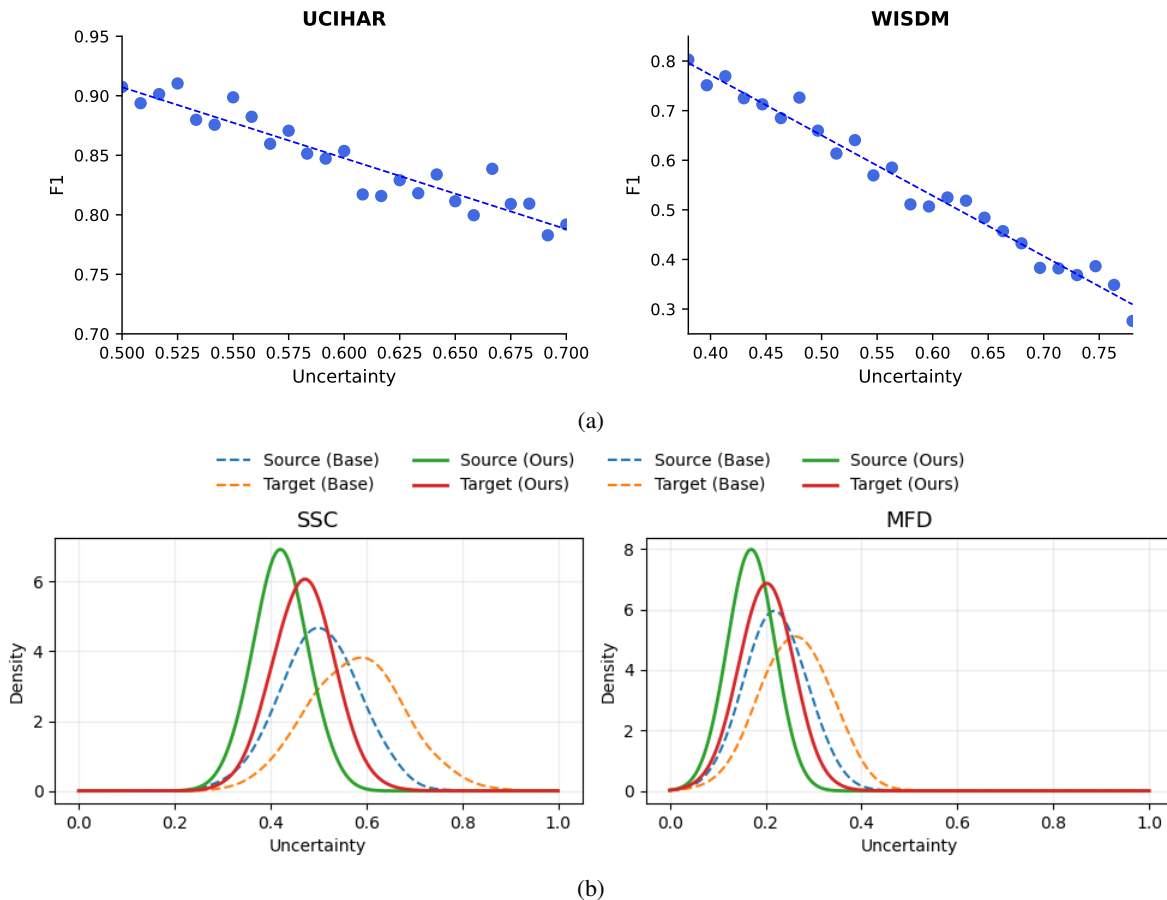 UCIHAR
WISDM
0.95
0.90
0.85
0.80
0.75
0.70
F1
0.500 0.525 0.550 0.575 0.600 0.625 0.650 0.675 0.700
Uncertainty
0.8
0.7
0.6
0.5
0.4
0.3
F1
0.40 0.45 0.50 0.55 0.60 0.65 0.70 0.75
Uncertainty
(a)
Source (Base) Source (Ours) Source (Base) Source (Ours)
Target (Base) Target (Ours) Target (Base) Target (Ours)
SSC
MFD
6
4
2
0
Density
0.0 0.2 0.4 0.6 0.8 1.0
Uncertainty
8
6
4
2
0
Density
0.0 0.2 0.4 0.6 0.8 1.0
Uncertainty
(b)